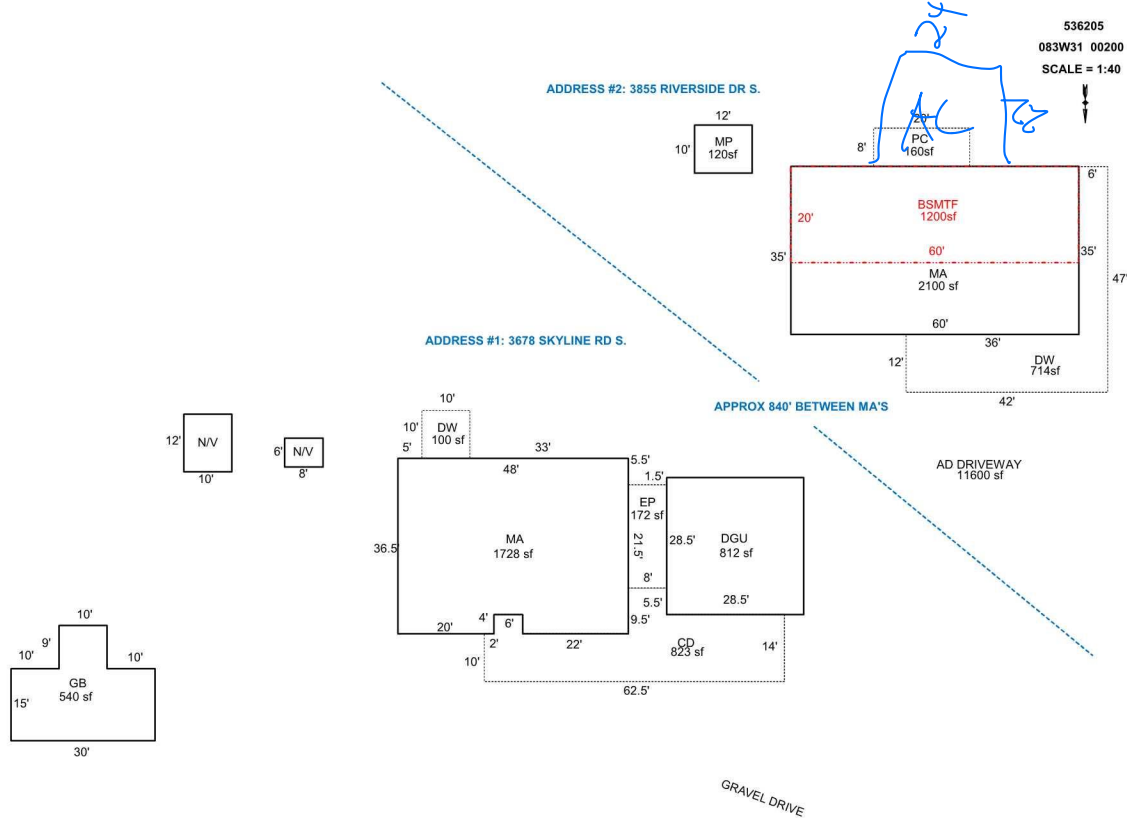 24
536205
083W31 00200
SCALE = 1:40
N
ADDRESS #2: 3855 RIVERSIDE DR S.
12'
10'
MP
120sf
AC
22
20'
8'
PC
160sf
6'
BSMTF
1200sf
20'
60'
35'
35'
MA
2100 sf
47'
60'
36'
12'
DW
714sf
42'
ADDRESS #1: 3678 SKYLINE RD S.
APPROX 840' BETWEEN MA'S
AD DRIVEWAY
11600 sf
12'
N/V
10'
6'
N/V
8'
10'
10'
DW
100 sf
5'
33'
48'
5.5'
1.5'
EP
172 sf
36.5'
MA
1728 sf
21.5'
28.5'
DGU
812 sf
8'
28.5'
5.5'
9.5'
4'
6'
20'
2'
22'
CD
823 sf
14'
10'
62.5'
10'
9'
10'
10'
GB
540 sf
15'
30'
GRAVEL DRIVE